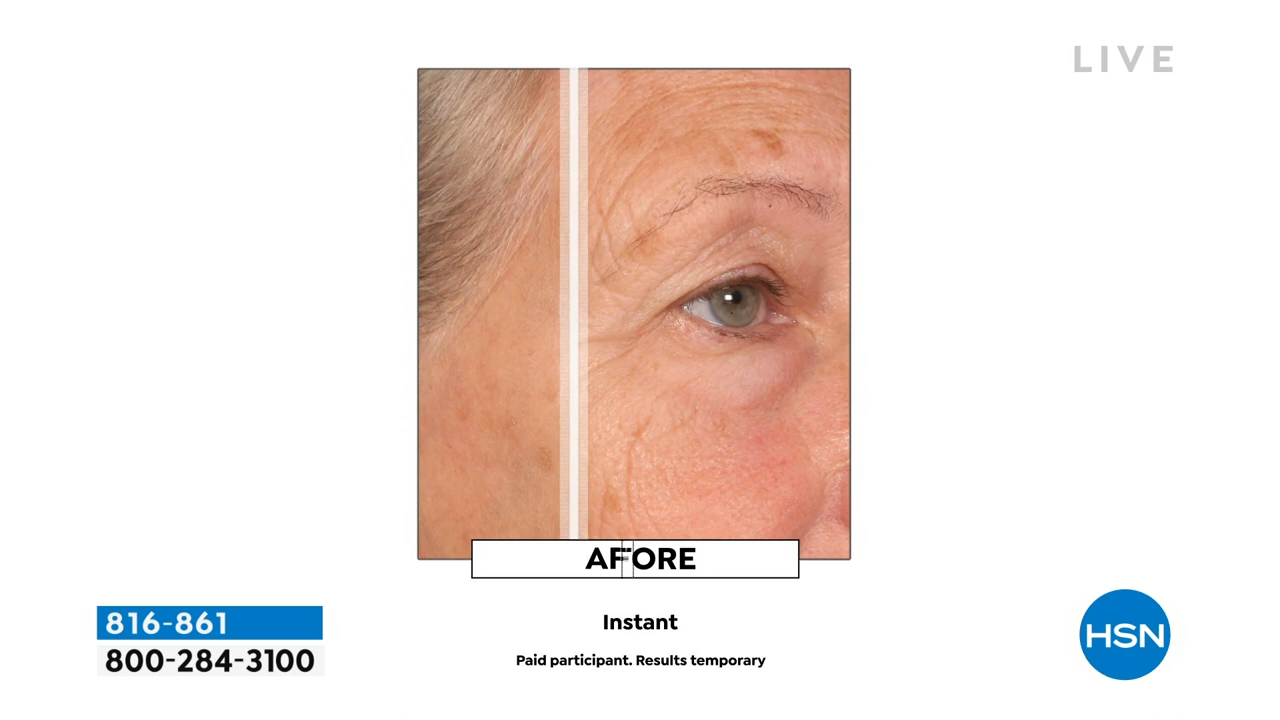 LIVE
AFORE
816-861
Instant
800-284-3100
Paid participant. Results temporary
HSN